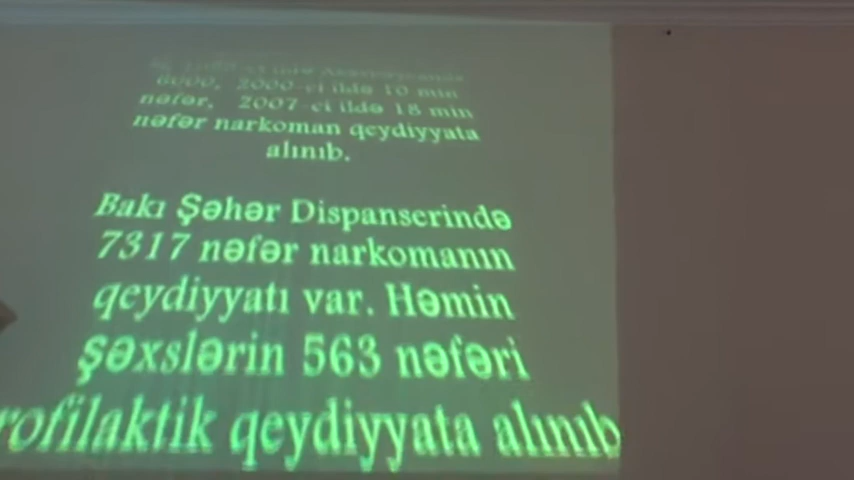 6000, 2000-ci ildə 10 min
nəfər, 2007-ci ildə 18 min
nəfər narkoman qeydiyyata
alınıb.
Bakı Şəhər Dispanserində
7317 nəfər narkomanın
qeydiyyatı var. Həmin
şəxslərin 563 nəfəri
rofilaktik qeydiyyata alınıb